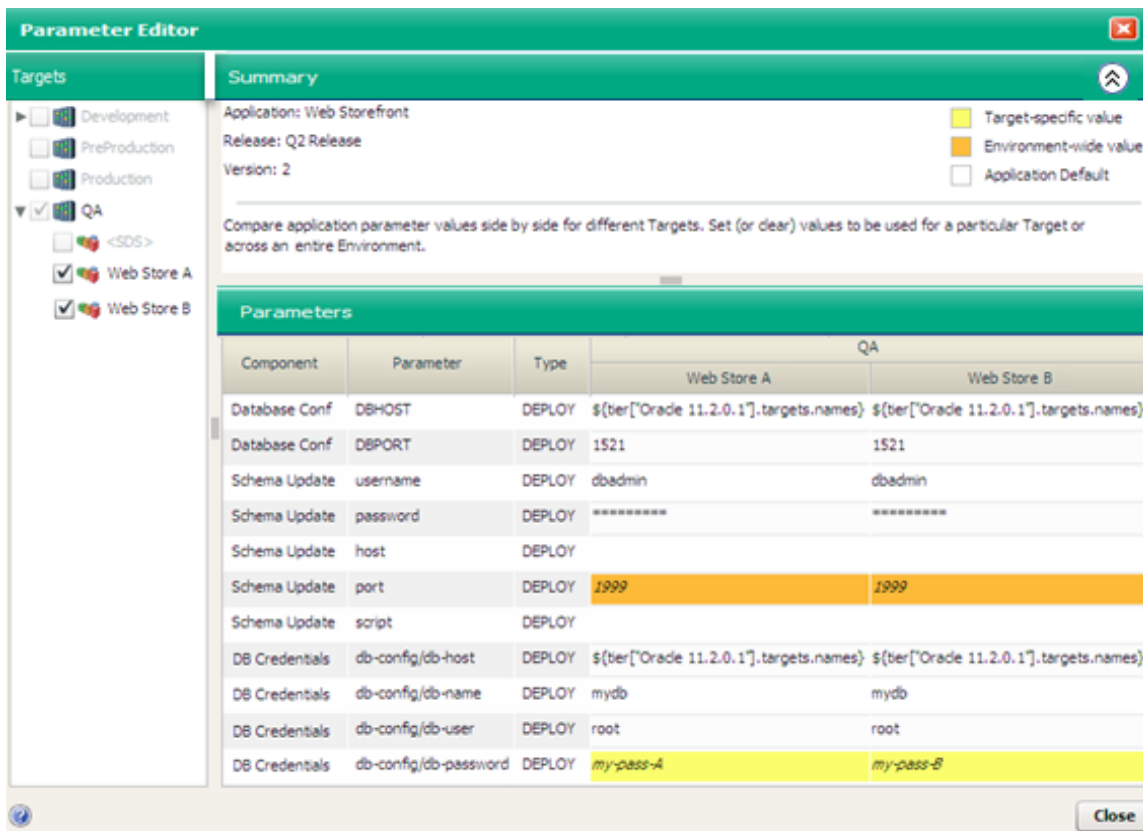 Parameter Editor
Targets
Development
PreProduction
Production
QA
<SDS>
Web Store A
Web Store B
Summary
Application: Web Storefront
Release: Q2 Release
Version: 2
Target-specific value
Environment-wide value
Application Default
Compare application parameter values side by side for different Targets. Set (or clear) values to be used for a particular Target or
across an entire Environment.
Parameters
Component Parameter Type QA
Web Store A Web Store B
Database Conf DBHOST DEPLOY ${tier["Oracle 11.2.0.1"].targets.names} ${tier["Oracle 11.2.0.1"].targets.names}
Database Conf DBPORT DEPLOY 1521 1521
Schema Update username DEPLOY dbadmin dbadmin
Schema Update password DEPLOY ********* *********
Schema Update host DEPLOY
Schema Update port DEPLOY 1999 1999
Schema Update script DEPLOY
DB Credentials db-config/db-host DEPLOY ${tier["Oracle 11.2.0.1"].targets.names} ${tier["Oracle 11.2.0.1"].targets.names}
DB Credentials db-config/db-name DEPLOY mydb mydb
DB Credentials db-config/db-user DEPLOY root root
DB Credentials db-config/db-password DEPLOY my-pass-A my-pass-B
Close